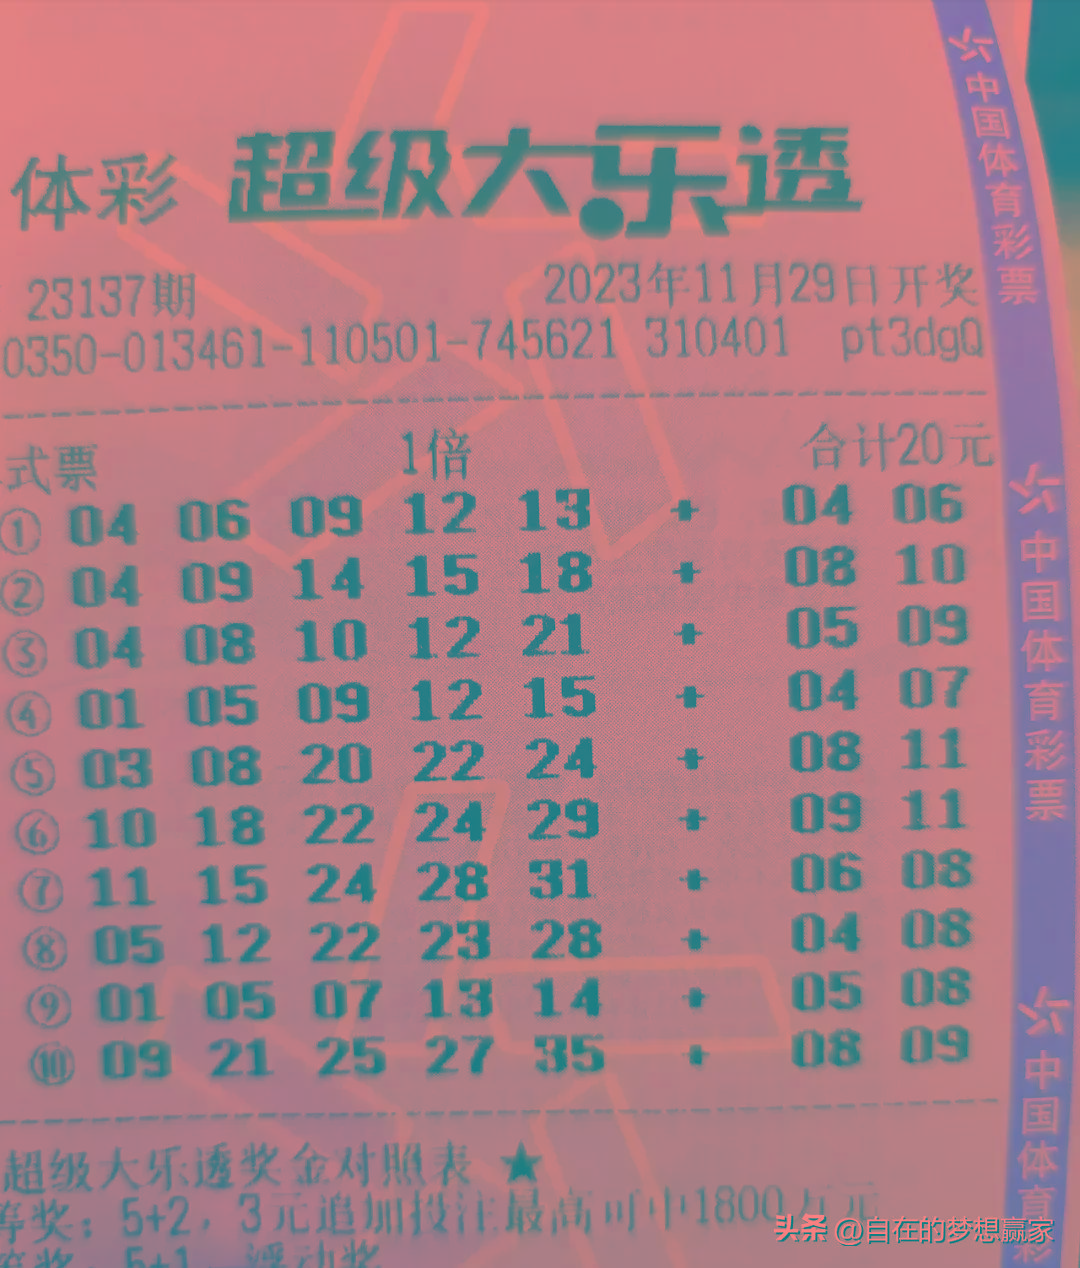 体彩 超级大乐透
23137期 2023年11月29日开奖
0350-013461-110501-745621 310401 pt3dgQ
式票 1倍 合计20元
① 04 06 09 12 13 + 04 06
② 04 09 14 15 18 + 08 10
③ 04 08 10 12 21 + 05 09
④ 01 05 09 12 15 + 04 07
⑤ 03 08 20 22 24 + 08 11
⑥ 10 18 22 24 29 + 09 11
⑦ 11 15 24 28 31 + 06 08
⑧ 05 12 22 23 28 + 04 08
⑨ 01 05 07 13 14 + 05 08
⑩ 09 21 25 27 35 + 08 09
超级大乐透奖金对照表 ★
等奖: 5+2, 3元追加投注最高可中1800万元
等奖: 5+1, 浮动奖
中国体育彩票
中国体育彩票
中国体育彩
头条 @自在的梦想赢家